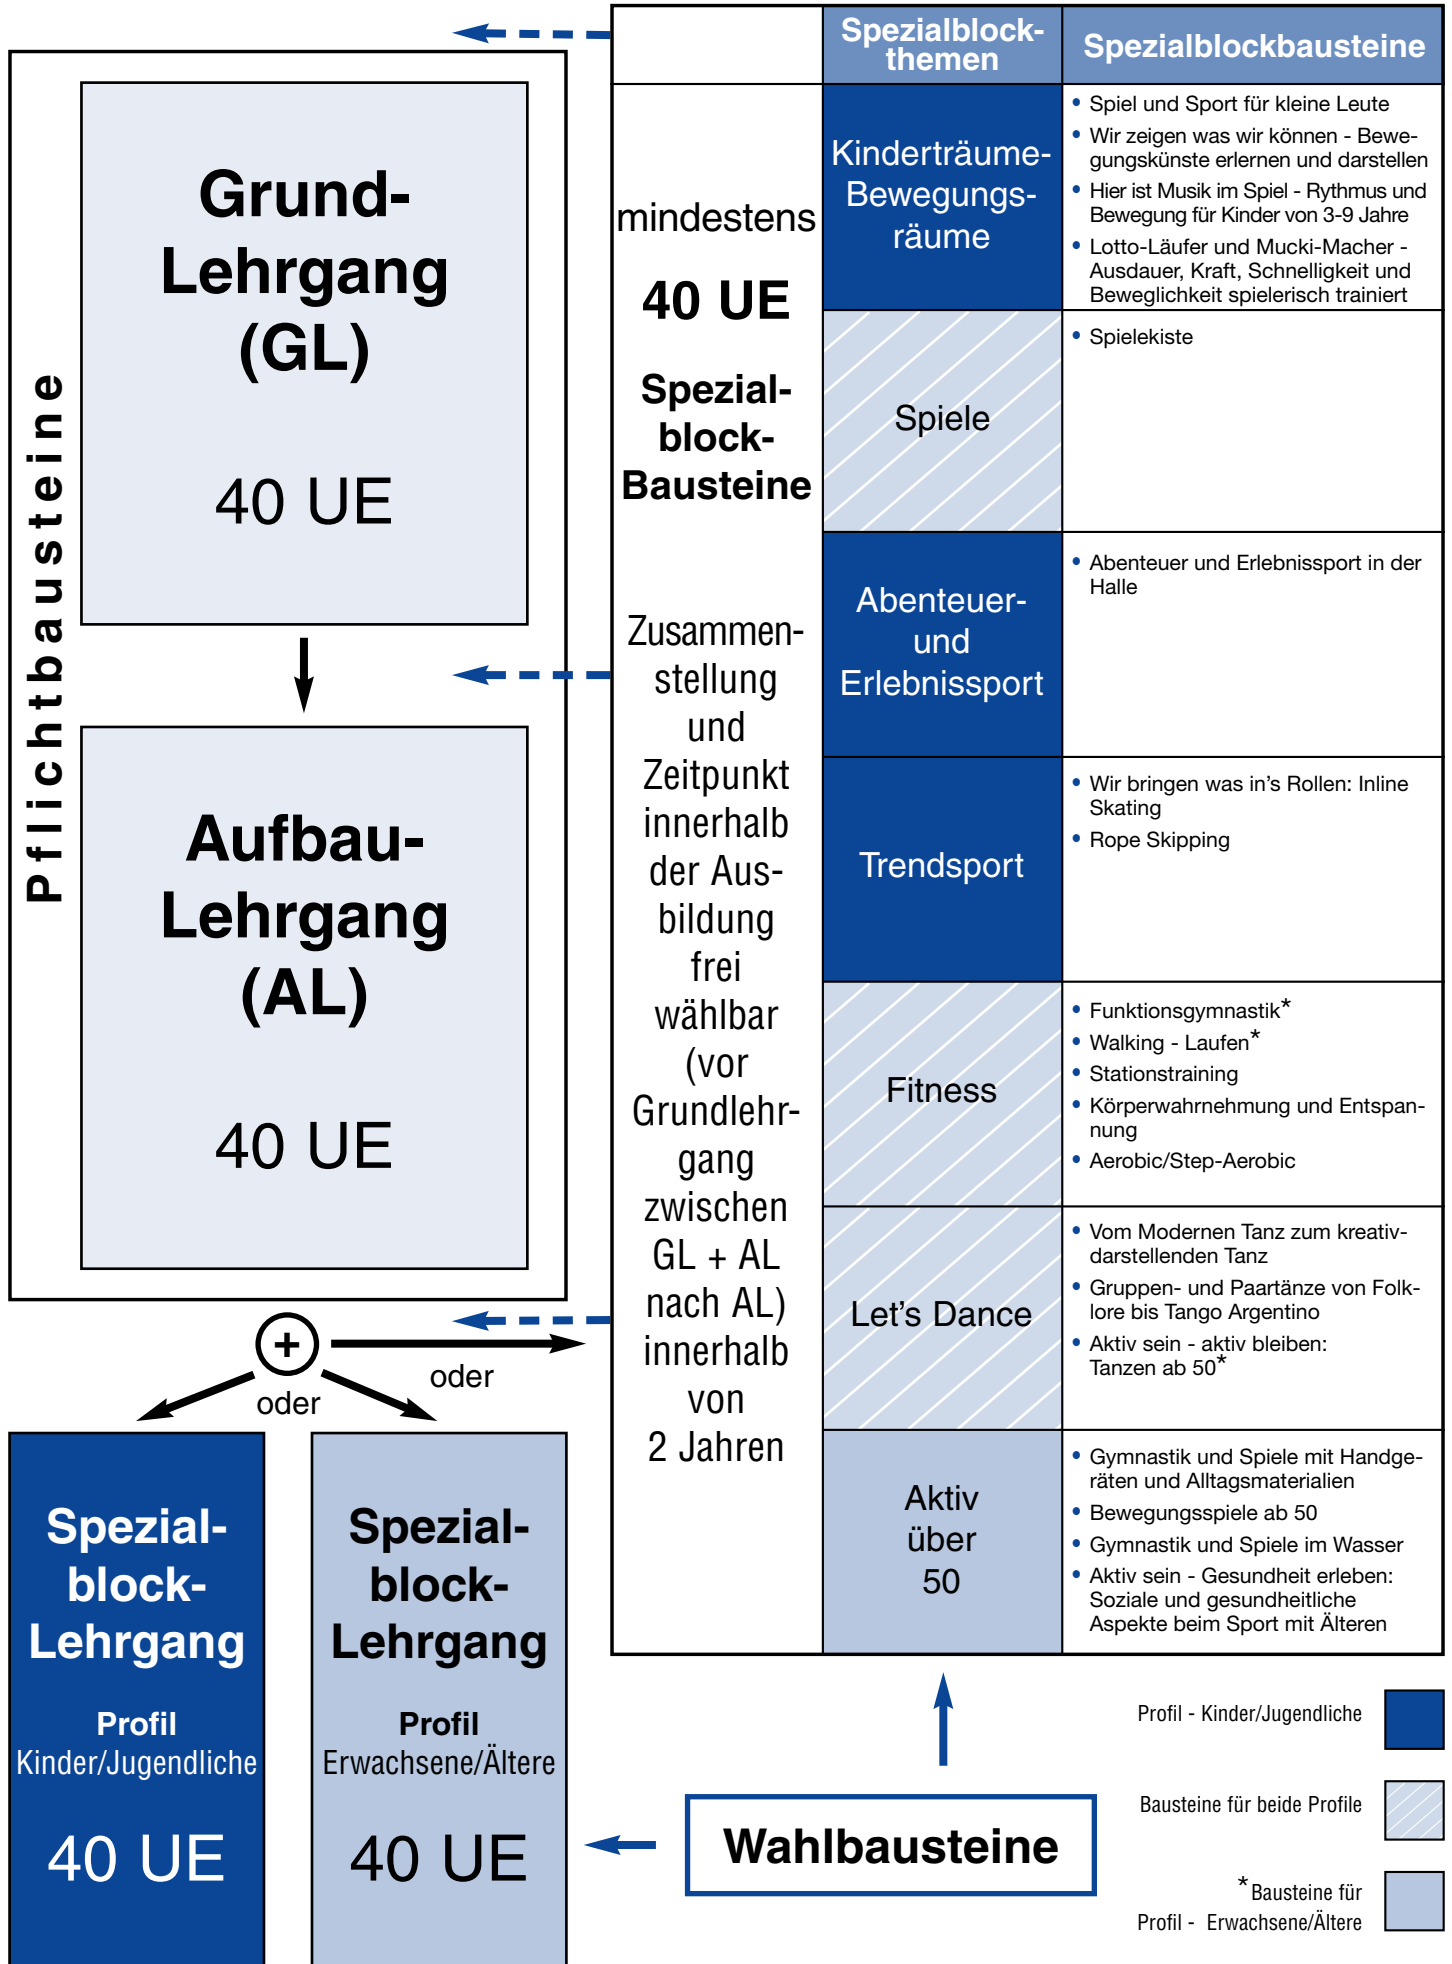 Pflichtbausteine
Grund-
Lehrgang
(GL)
40 UE
Aufbau-
Lehrgang
(AL)
40 UE
+
oder
oder
Spezial-
block-
Lehrgang
Profil
Kinder/Jugendliche
40 UE
Spezial-
block-
Lehrgang
Profil
Erwachsene/Ältere
40 UE
mindestens
40 UE
Spezial-
block-
Bausteine
Zusammen-
stellung
und
Zeitpunkt
innerhalb
der Aus-
bildung
frei
wählbar
(vor
Grundlehr-
gang
zwischen
GL + AL
nach AL)
innerhalb
von
2 Jahren
Spezialblock-
themen
Spezialblockbausteine
Kinderträume-
Bewegungs-
räume
• Spiel und Sport für kleine Leute
• Wir zeigen was wir können - Bewe-
gungskünste erlernen und darstellen
• Hier ist Musik im Spiel - Rythmus und
Bewegung für Kinder von 3-9 Jahre
• Lotto-Läufer und Mucki-Macher -
Ausdauer, Kraft, Schnelligkeit und
Beweglichkeit spielerisch trainiert
Spiele
• Spielekiste
Abenteuer-
und
Erlebnissport
• Abenteuer und Erlebnissport in der
Halle
Trendsport
• Wir bringen was in's Rollen: Inline
Skating
• Rope Skipping
Fitness
• Funktionsgymnastik*
• Walking - Laufen*
• Stationstraining
• Körperwahrnehmung und Entspan-
nung
• Aerobic/Step-Aerobic
Let's Dance
• Vom Modernen Tanz zum kreativ-
darstellenden Tanz
• Gruppen- und Paartänze von Folk-
lore bis Tango Argentino
• Aktiv sein - aktiv bleiben:
Tanzen ab 50*
Aktiv
über
50
• Gymnastik und Spiele mit Handge-
räten und Alltagsmaterialien
• Bewegungsspiele ab 50
• Gymnastik und Spiele im Wasser
• Aktiv sein - Gesundheit erleben:
Soziale und gesundheitliche
Aspekte beim Sport mit Älteren
Wahlbausteine
Profil - Kinder/Jugendliche
Bausteine für beide Profile
*Bausteine für
Profil - Erwachsene/Ältere